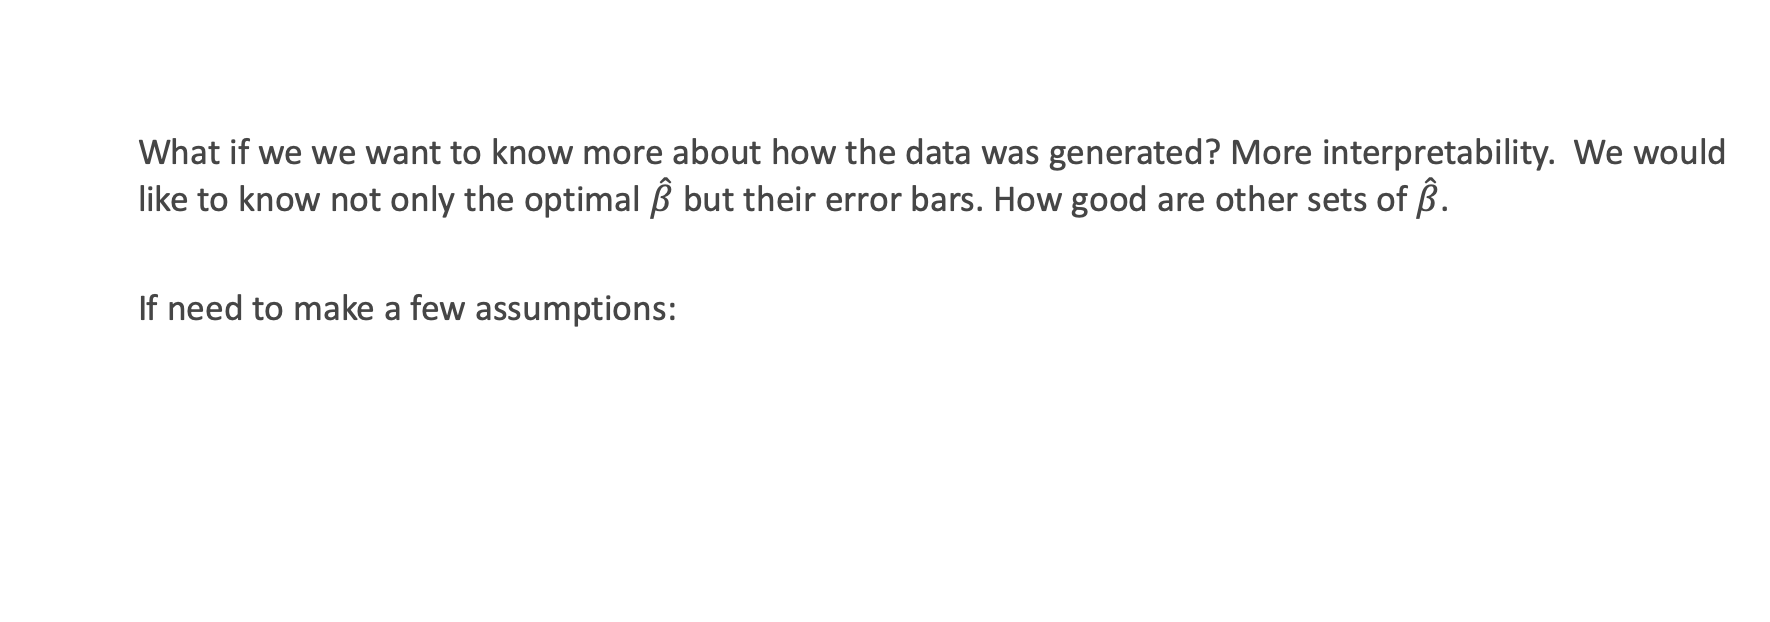 What if we we want to know more about how the data was generated? More interpretability.  We would
like to know not only the optimal β̂ but their error bars. How good are other sets of β̂.
If need to make a few assumptions: